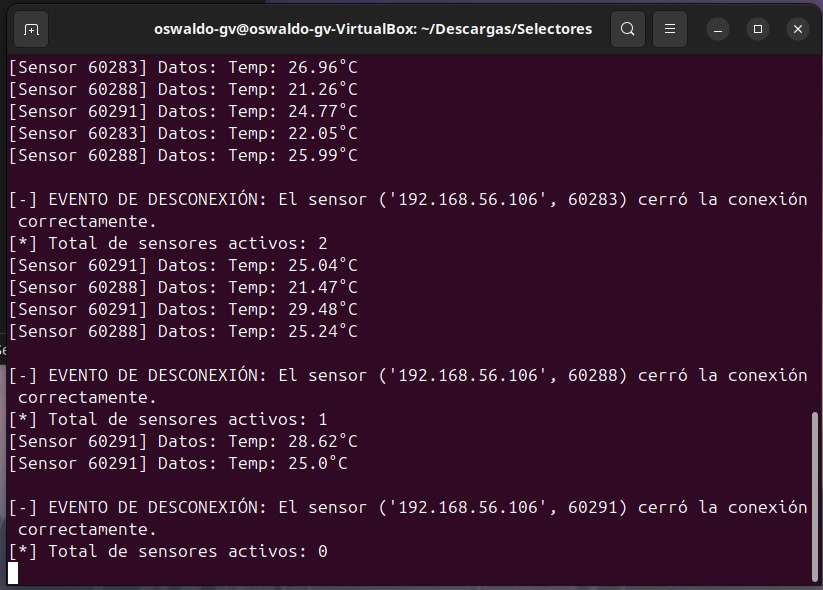 oswaldo-gv@oswaldo-gv-VirtualBox: ~/Descargas/Selectores
[Sensor 60283] Datos: Temp: 26.96°C
[Sensor 60288] Datos: Temp: 21.26°C
[Sensor 60291] Datos: Temp: 24.77°C
[Sensor 60283] Datos: Temp: 22.05°C
[Sensor 60288] Datos: Temp: 25.99°C
[-] EVENTO DE DESCONEXIÓN: El sensor ('192.168.56.106', 60283) cerró la conexión
correctamente.
[*] Total de sensores activos: 2
[Sensor 60291] Datos: Temp: 25.04°C
[Sensor 60288] Datos: Temp: 21.47°C
[Sensor 60291] Datos: Temp: 29.48°C
[Sensor 60288] Datos: Temp: 25.24°C
[-] EVENTO DE DESCONEXIÓN: El sensor ('192.168.56.106', 60288) cerró la conexión
correctamente.
[*] Total de sensores activos: 1
[Sensor 60291] Datos: Temp: 28.62°C
[Sensor 60291] Datos: Temp: 25.0°C
[-] EVENTO DE DESCONEXIÓN: El sensor ('192.168.56.106', 60291) cerró la conexión
correctamente.
[*] Total de sensores activos: 0